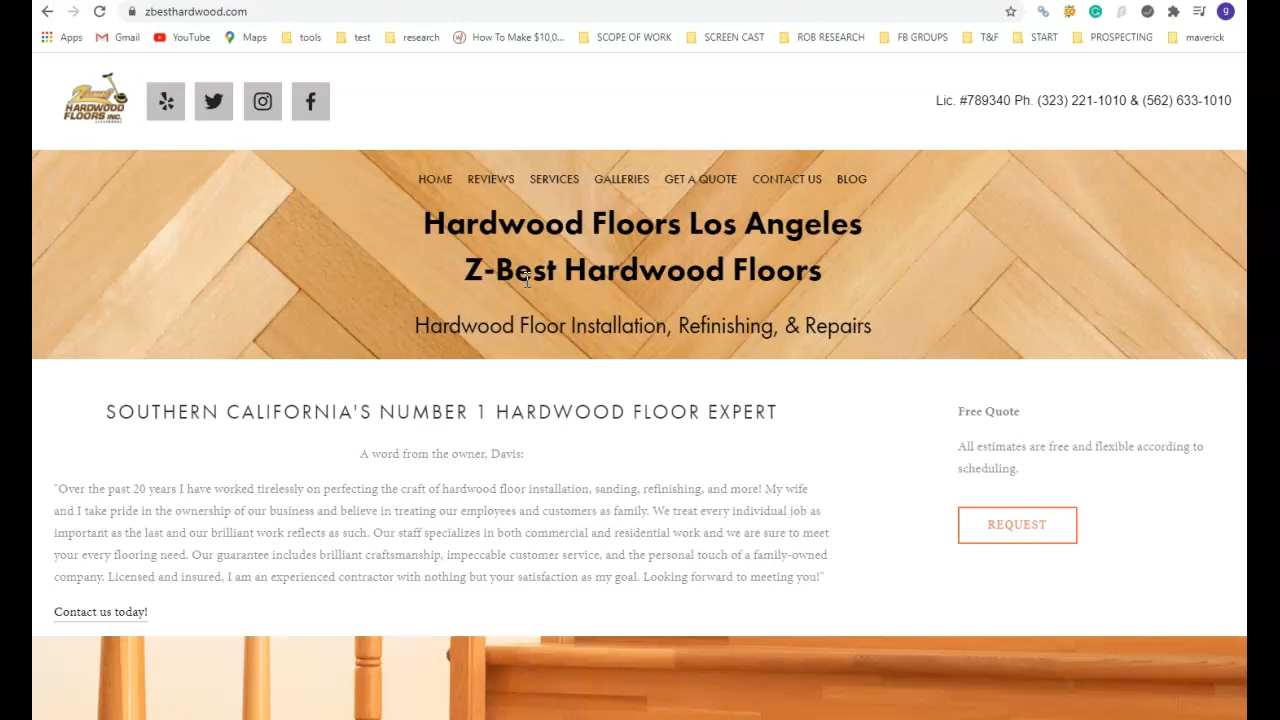 zbesthardwood.com
g
Apps Gmail YouTube Maps tools test research How To Make $10,0... SCOPE OF WORK SCREEN CAST ROB RESEARCH FB GROUPS T&F START PROSPECTING maverick
HARDWOOD
FLOORS INC.
Lic. #789340 Ph. (323) 221-1010 & (562) 633-1010
HOME REVIEWS SERVICES GALLERIES GET A QUOTE CONTACT US BLOG
Hardwood Floors Los Angeles
Z-Best Hardwood Floors
Hardwood Floor Installation, Refinishing, & Repairs
SOUTHERN CALIFORNIA'S NUMBER 1 HARDWOOD FLOOR EXPERT
A word from the owner, Davis:
"Over the past 20 years I have worked tirelessly on perfecting the craft of hardwood floor installation, sanding, refinishing, and more! My wife
and I take pride in the ownership of our business and believe in treating our employees and customers as family. We treat every individual job as
important as the last and our brilliant work reflects as such. Our staff specializes in both commercial and residential work and we are sure to meet
your every flooring need. Our guarantee includes brilliant craftsmanship, impeccable customer service, and the personal touch of a family-owned
company. Licensed and insured, I am an experienced contractor with nothing but your satisfaction as my goal. Looking forward to meeting you!"
Contact us today!
Free Quote
All estimates are free and flexible according to
scheduling.
REQUEST